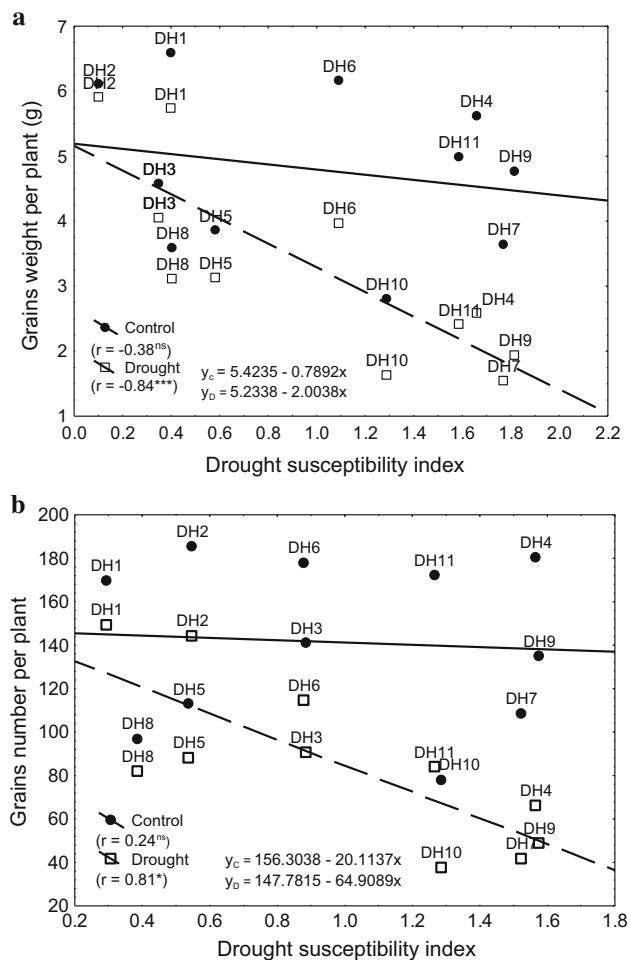 a
7
6
5
4
3
2
1
Grains weight per plant (g)
DH1
DH2
DH2
DH1
DH6
DH4
DH11
DH9
DH3
DH3
DH5
DH8
DH8
DH5
DH6
DH7
DH10
DH11
DH4
DH10
DH9
DH7
Control
(r = -0.38ns)
Drought
(r = -0.84***)
yc = 5.4235 - 0.7892x
yD = 5.2338 - 2.0038x
0.0 0.2 0.4 0.6 0.8 1.0 1.2 1.4 1.6 1.8 2.0 2.2
Drought susceptibility index
b
200
180
160
140
120
100
80
60
40
20
Grains number per plant
DH2
DH6
DH4
DH1
DH11
DH1
DH2
DH3
DH9
DH5
DH6
DH7
DH8
DH8
DH5
DH3
DH11
DH10
DH4
DH10
DH9
DH7
Control
(r = 0.24ns)
Drought
(r = 0.81*)
yC = 156.3038 - 20.1137x
yD = 147.7815 - 64.9089x
0.2 0.4 0.6 0.8 1.0 1.2 1.4 1.6 1.8
Drought susceptibility index